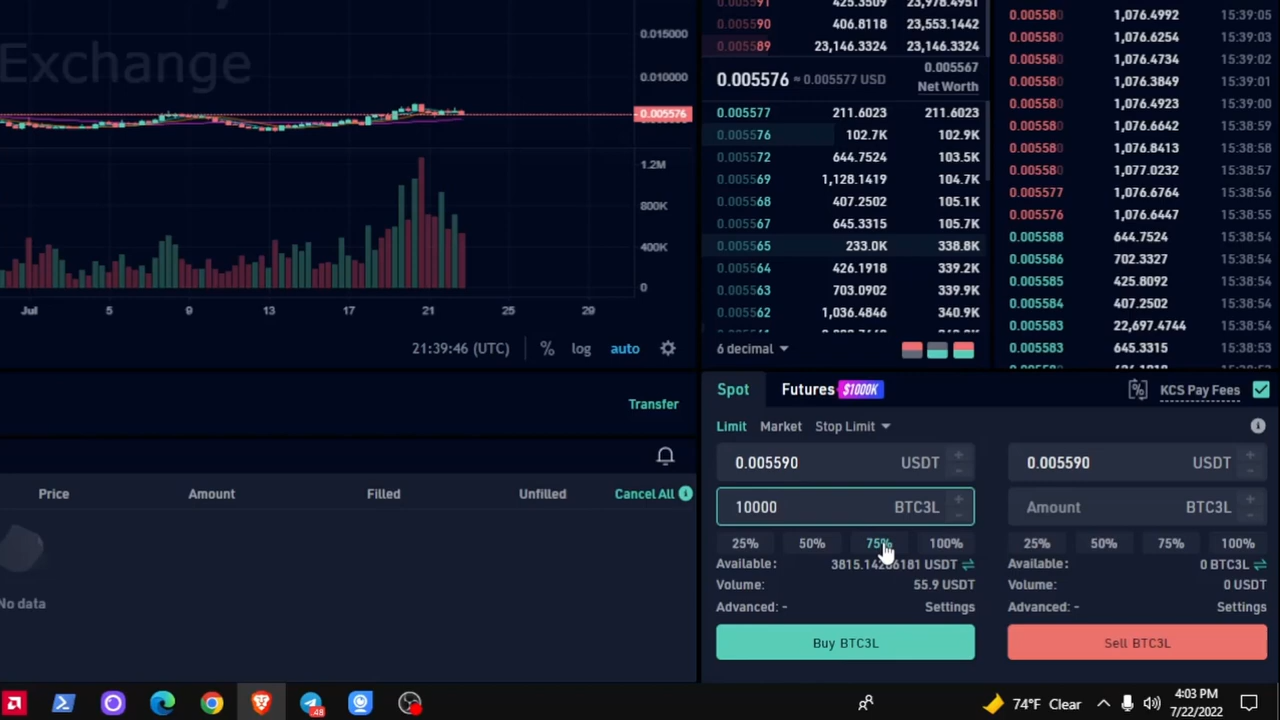 0.005591 425.3509 23,978.4951
0.005590 406.8118 23,553.1442
0.005589 23,146.3324 23,146.3324
0.005576 ≈ 0.005577 USD
0.005567
Net Worth
0.005577 211.6023 211.6023
0.005576 102.7K 102.9K
0.005572 644.7524 103.5K
0.005569 1,128.1419 104.7K
0.005568 407.2502 105.1K
0.005567 645.3315 105.7K
0.005565 233.0K 338.8K
0.005564 426.1918 339.2K
0.005563 703.0902 339.9K
0.005562 1,036.4846 340.9K
6 decimal
0.005580 1,076.4992 15:39:05
0.005580 1,076.6254 15:39:03
0.005580 1,076.4734 15:39:02
0.005580 1,076.3849 15:39:01
0.005580 1,076.4923 15:39:00
0.005580 1,076.6642 15:38:59
0.005580 1,076.8413 15:38:58
0.005580 1,077.0232 15:38:57
0.005577 1,076.6764 15:38:56
0.005576 1,076.6447 15:38:55
0.005588 644.7524 15:38:54
0.005586 702.3327 15:38:54
0.005585 425.8092 15:38:54
0.005584 407.2502 15:38:54
0.005583 22,697.4744 15:38:54
0.005583 645.3315 15:38:53
Exchange
0.015000
0.010000
0.005576
1.2M
800K
400K
0
Jul 5 9 13 17 21 25 29
21:39:46 (UTC) % log auto
Transfer
Price Amount Filled Unfilled Cancel All
No data
Spot Futures $1000K KCS Pay Fees
Limit Market Stop Limit
0.005590 USDT
10000 BTC3L
25% 50% 75% 100%
Available: USDT
Volume: 55.9 USDT
Advanced: - Settings
Buy BTC3L
0.005590 USDT
Amount BTC3L
25% 50% 75% 100%
Available: 0 BTC3L
Volume: 0 USDT
Advanced: - Settings
Sell BTC3L
48
74°F Clear
4:03 PM
7/22/2022